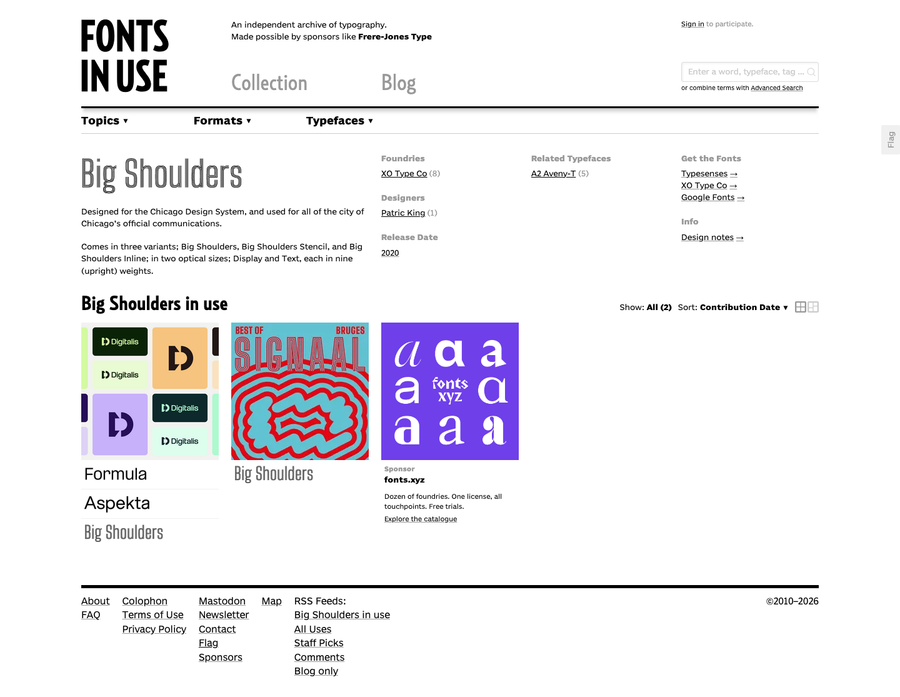 FONTS
IN USE
An independent archive of typography.
Made possible by sponsors like Frere-Jones Type
Sign in to participate.
Collection
Blog
Enter a word, typeface, tag ...
or combine terms with Advanced Search
Topics ▾
Formats ▾
Typefaces ▾
Flag
Big Shoulders
Designed for the Chicago Design System, and used for all of the city of
Chicago's official communications.
Comes in three variants; Big Shoulders, Big Shoulders Stencil, and Big
Shoulders Inline; in two optical sizes; Display and Text, each in nine
(upright) weights.
Foundries
XO Type Co (8)
Designers
Patric King (1)
Release Date
2020
Related Typefaces
A2 Aveny-T (5)
Get the Fonts
Typesenses →
XO Type Co →
Google Fonts →
Info
Design notes →
Big Shoulders in use
Show: All (2) Sort: Contribution Date ▾
Digitalis
Digitalis
Digitalis
Digitalis
BEST OF BRUGES
SIGNAAL
a a a
a fonts xyz a
a a a
Formula
Aspekta
Big Shoulders
Big Shoulders
Sponsor
fonts.xyz
Dozen of foundries. One license, all
touchpoints. Free trials.
Explore the catalogue
About
FAQ
Colophon
Terms of Use
Privacy Policy
Mastodon
Newsletter
Contact
Flag
Sponsors
Map
RSS Feeds:
Big Shoulders in use
All Uses
Staff Picks
Comments
Blog only
©2010–2026